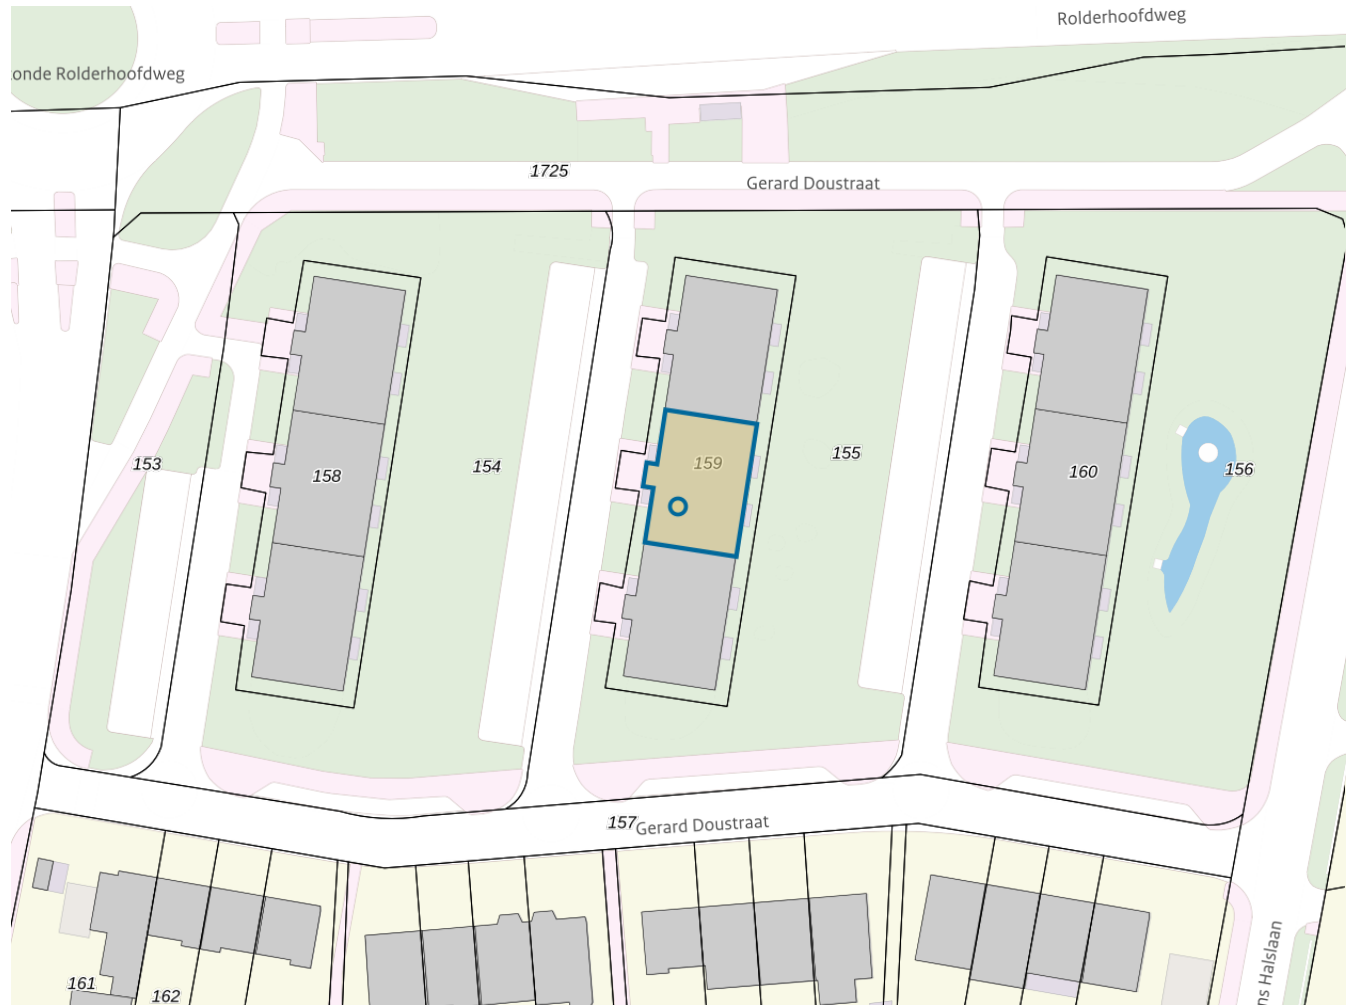 Rolderhoofdweg
onde Rolderhoofdweg
1725
Gerard Doustraat
153
158
154
159
155
160
156
157
Gerard Doustraat
161
162
ns Halslaan